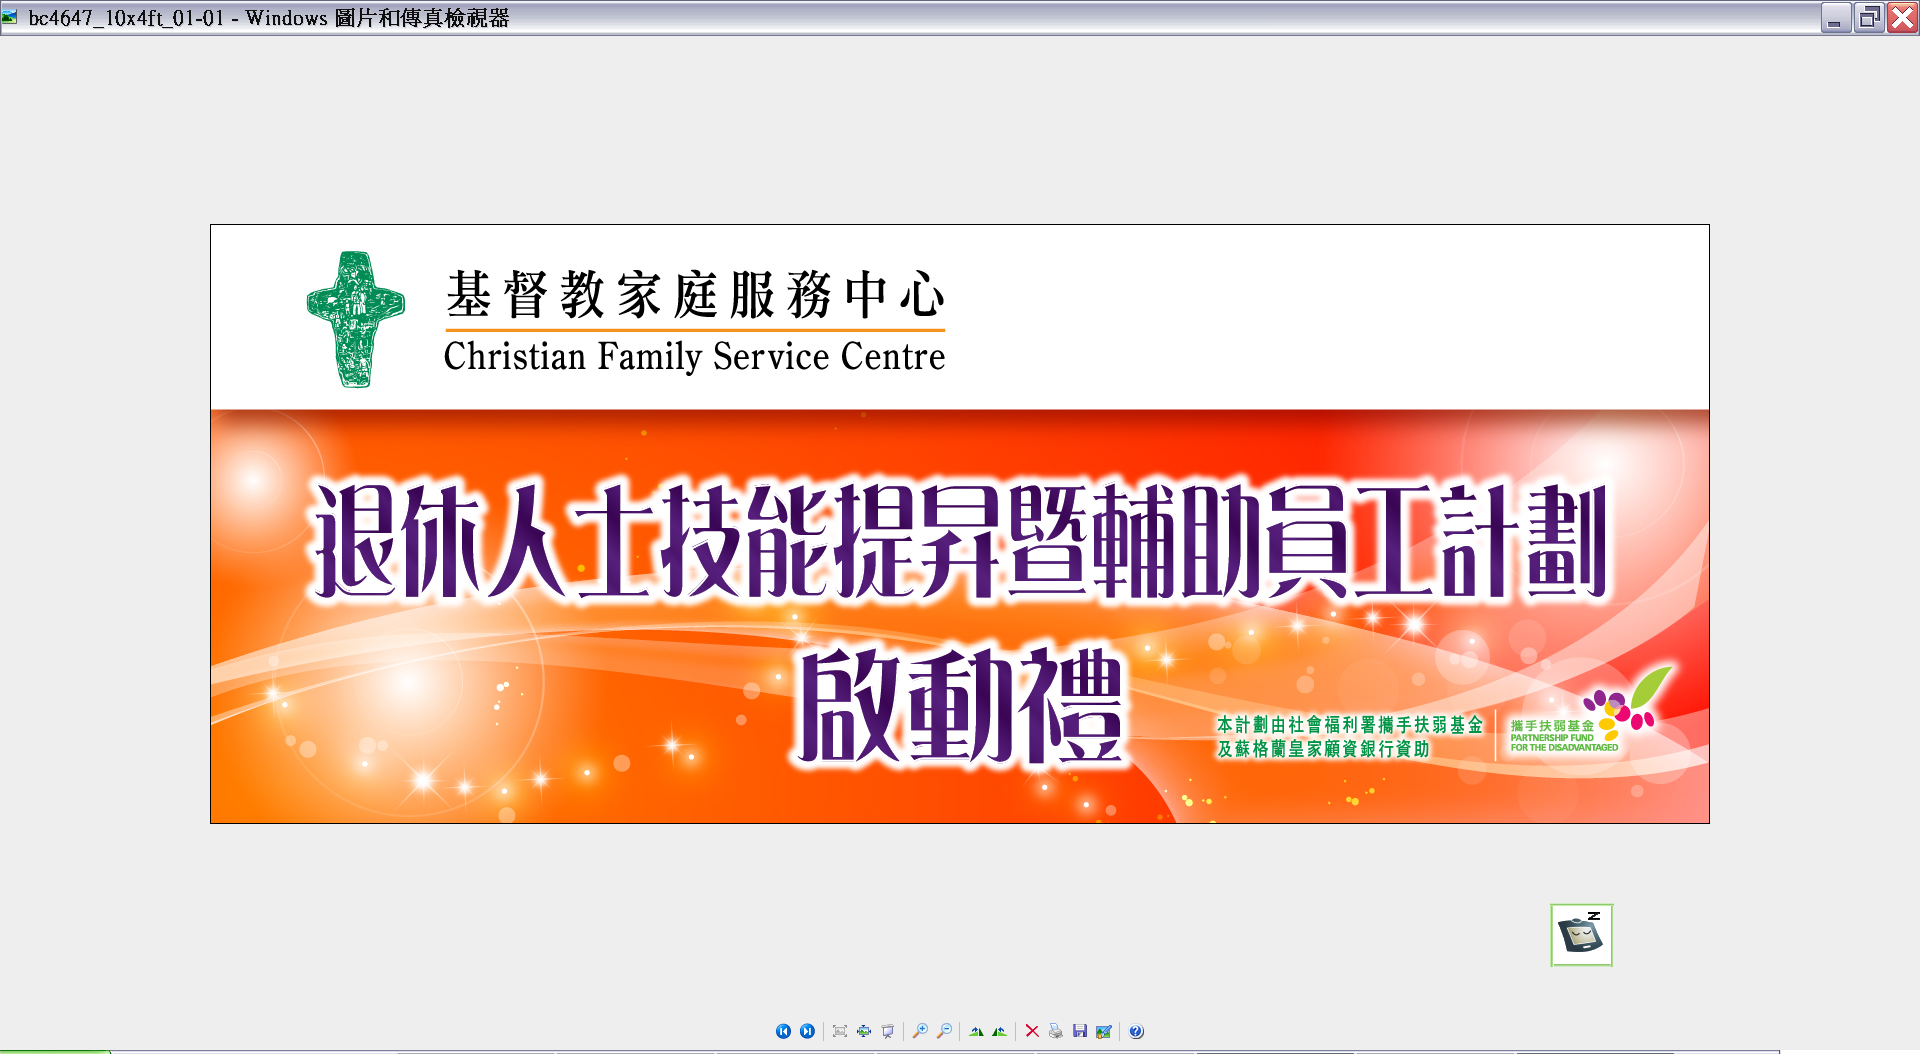 bc4647_10x4ft_01-01 - Windows 圖片和傳真檢視器
基督教家庭服務中心
Christian Family Service Centre
退休人士技能提昇暨輔助員工計劃
啟動禮
本計劃由社會福利署攜手扶弱基金
及蘇格蘭皇家顧資銀行資助
攜手扶弱基金
PARTNERSHIP FUND
FOR THE DISADVANTAGED